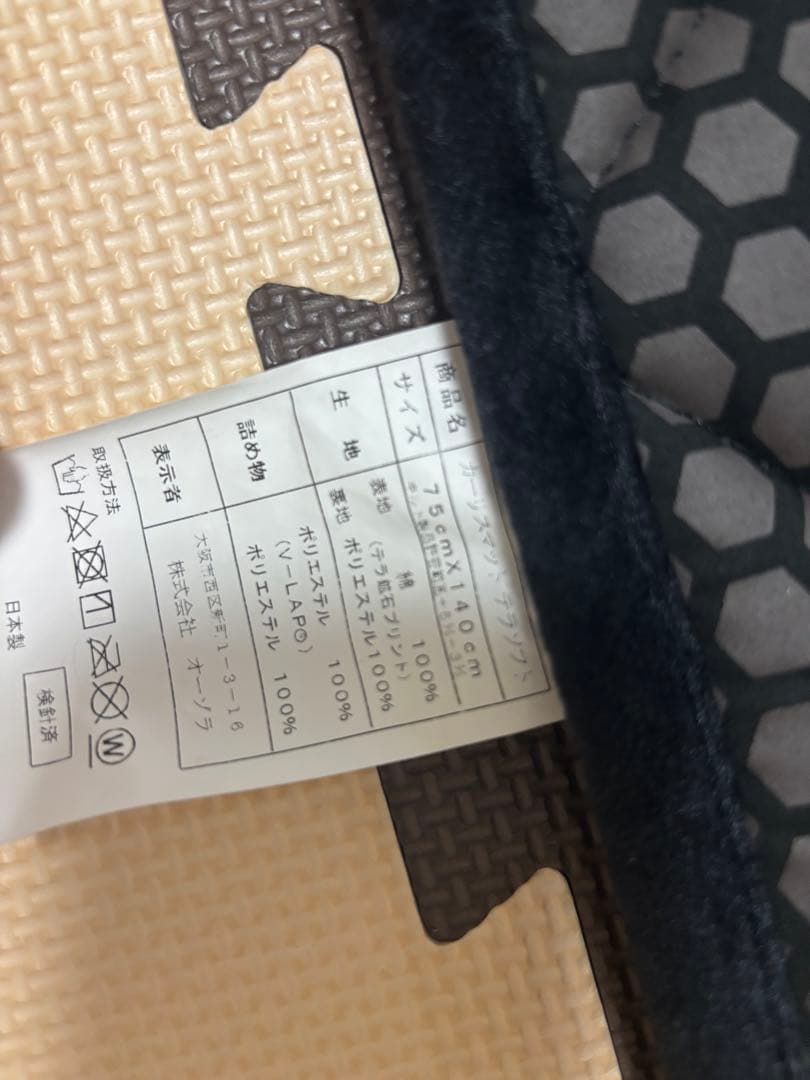 商品名
サイズ 75cmX140cm
生 地 表地 綿 100%
(テラ鉱石プリント)
裏地 ポリエステル100%
詰め物 ポリエステル 100%
(V-LAP®)
ポリエステル 100%
表示者 大阪市西区新町1-3-16
株式会社 オーゾラ
取扱方法
W
日本製
検針済